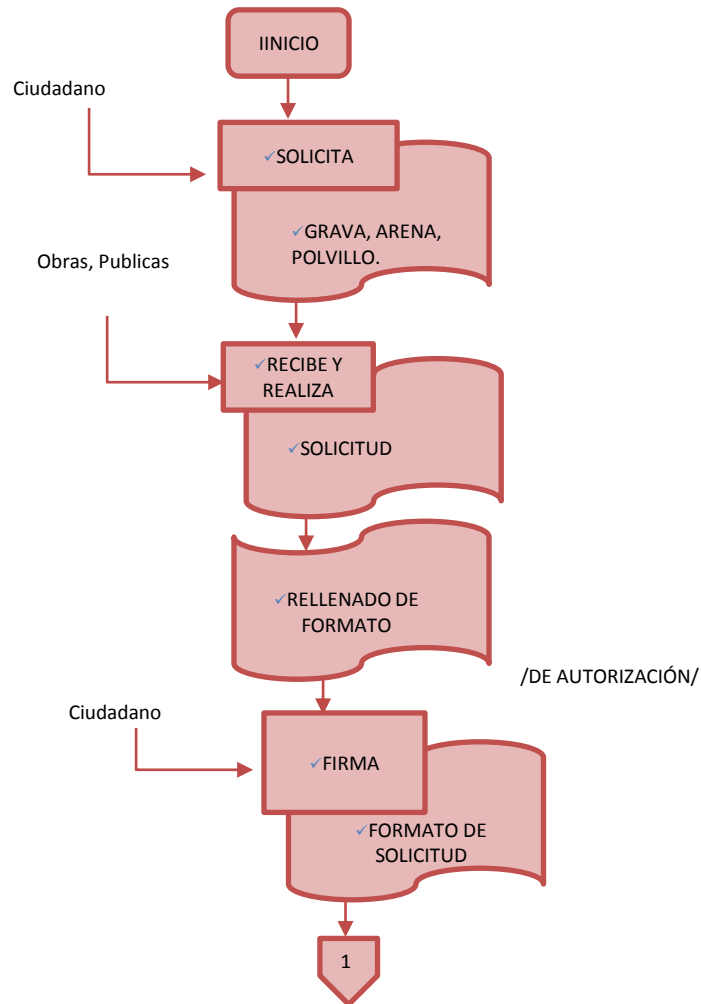 IINICIO
Ciudadano
✓SOLICITA
✓GRAVA, ARENA,
POLVILLO.
Obras, Publicas
✓RECIBE Y
REALIZA
✓SOLICITUD
✓RELLENADO DE
FORMATO
/DE AUTORIZACIÓN/
Ciudadano
✓FIRMA
✓FORMATO DE
SOLICITUD
1